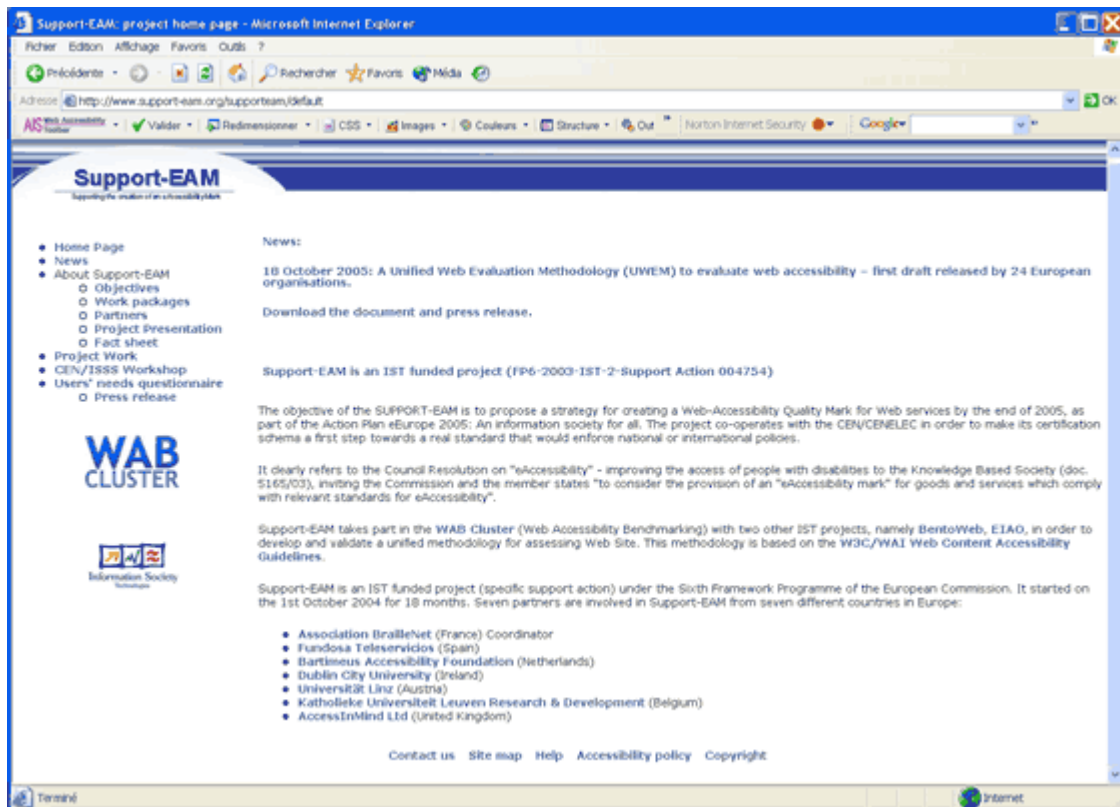 Support-EAM: project home page - Microsoft Internet Explorer
Fichier Edition Affichage Favoris Outils ?
Précédente Rechercher Favoris Média
Adresse http://www.support-eam.org/supporteam/default OK
AIS Web Accessibility Toolbar Valider Redimensionner CSS Images Couleurs Structure Out » Norton Internet Security Google »
Support-EAM
Supporting the creation of an e-Accessibility Mark
Home Page
News
About Support-EAM
Objectives
Work packages
Partners
Project Presentation
Fact sheet
Project Work
CEN/ISSS Workshop
Users' needs questionnaire
Press release
WAB
CLUSTER
Information Society
Technologies
News:
18 October 2005: A Unified Web Evaluation Methodology (UWEM) to evaluate web accessibility – first draft released by 24 European
organisations.
Download the document and press release.
Support-EAM is an IST funded project (FP6-2003-IST-2-Support Action 004754)
The objective of the SUPPORT-EAM is to propose a strategy for creating a Web-Accessibility Quality Mark for Web services by the end of 2005, as
part of the Action Plan eEurope 2005: An information society for all. The project co-operates with the CEN/CENELEC in order to make its certification
schema a first step towards a real standard that would enforce national or international policies.
It clearly refers to the Council Resolution on "eAccessibility" - improving the access of people with disabilities to the Knowledge Based Society (doc.
5165/03), inviting the Commission and the member states "to consider the provision of an "eAccessibility mark" for goods and services which comply
with relevant standards for eAccessibility".
Support-EAM takes part in the WAB Cluster (Web Accessibility Benchmarking) with two other IST projects, namely BentoWeb, EIAO, in order to
develop and validate a unified methodology for assessing Web Site. This methodology is based on the W3C/WAI Web Content Accessibility
Guidelines.
Support-EAM is an IST funded project (specific support action) under the Sixth Framework Programme of the European Commission. It started on
the 1st October 2004 for 18 months. Seven partners are involved in Support-EAM from seven different countries in Europe:
Association BrailleNet (France) Coordinator
Fundosa Teleservicios (Spain)
Bartimeus Accessibility Foundation (Netherlands)
Dublin City University (Ireland)
Universität Linz (Austria)
Katholieke Universiteit Leuven Research & Development (Belgium)
AccessInMind Ltd (United Kingdom)
Contact us Site map Help Accessibility policy Copyright
Terminé Internet